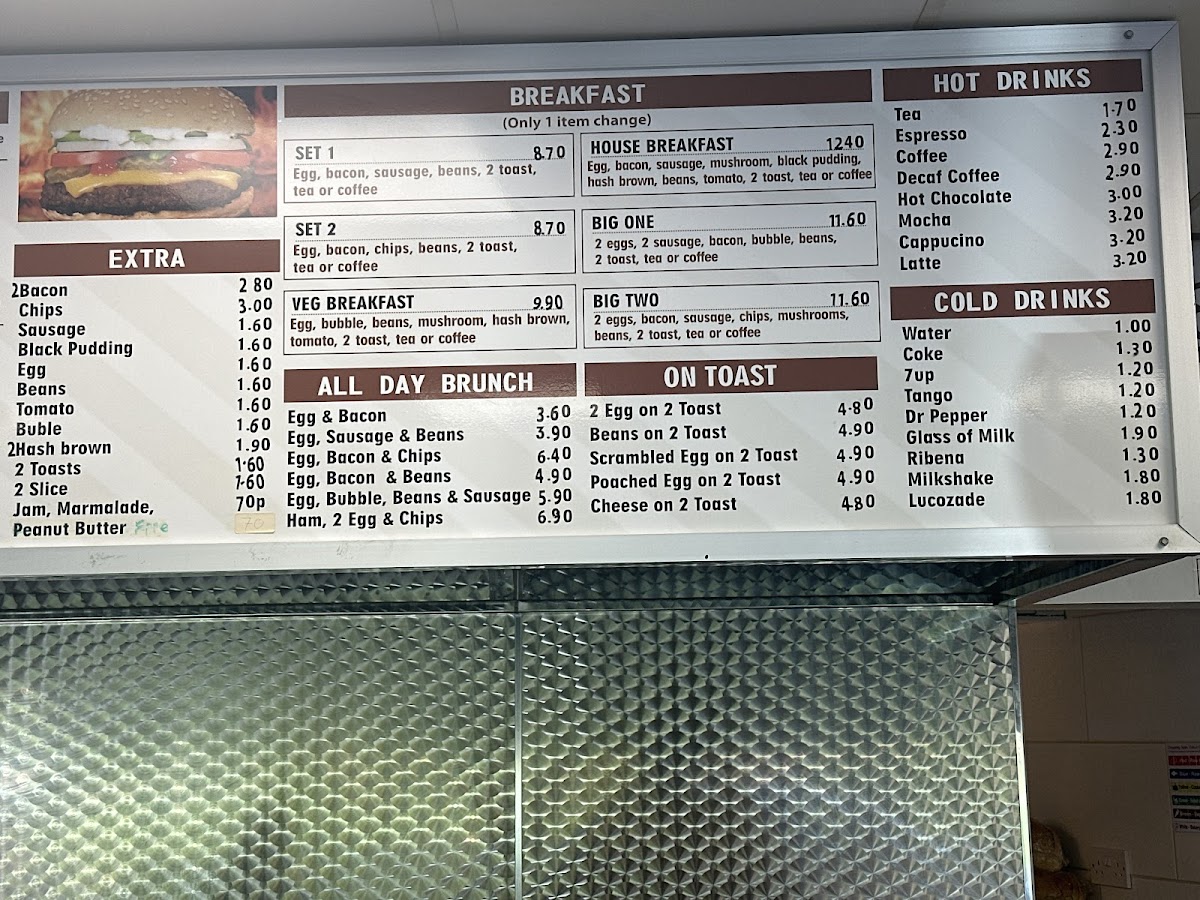 EXTRA
2Bacon 2 80
Chips 3.00
Sausage 1.60
Black Pudding 1.60
Egg 1.60
Beans 1.60
Tomato 1.60
Buble 1.60
2Hash brown 1.90
2 Toasts 1.60
2 Slice 1.60
Jam, Marmalade, 70p
Peanut Butter Free 70
BREAKFAST
(Only 1 item change)
SET 1 8.70
Egg, bacon, sausage, beans, 2 toast,
tea or coffee
SET 2 8.70
Egg, bacon, chips, beans, 2 toast,
tea or coffee
VEG BREAKFAST 9.90
Egg, bubble, beans, mushroom, hash brown,
tomato, 2 toast, tea or coffee
HOUSE BREAKFAST 1240
Egg, bacon, sausage, mushroom, black pudding,
hash brown, beans, tomato, 2 toast, tea or coffee
BIG ONE 11.60
2 eggs, 2 sausage, bacon, bubble, beans,
2 toast, tea or coffee
BIG TWO 11.60
2 eggs, bacon, sausage, chips, mushrooms,
beans, 2 toast, tea or coffee
ALL DAY BRUNCH
Egg & Bacon 3.60
Egg, Sausage & Beans 3.90
Egg, Bacon & Chips 6.40
Egg, Bacon & Beans 4.90
Egg, Bubble, Beans & Sausage 5.90
Ham, 2 Egg & Chips 6.90
ON TOAST
2 Egg on 2 Toast 4.80
Beans on 2 Toast 4.90
Scrambled Egg on 2 Toast 4.90
Poached Egg on 2 Toast 4.90
Cheese on 2 Toast 4.80
HOT DRINKS
Tea 1.70
Espresso 2.30
Coffee 2.90
Decaf Coffee 2.90
Hot Chocolate 3.00
Mocha 3.20
Cappucino 3.20
Latte 3.20
COLD DRINKS
Water 1.00
Coke 1.30
7up 1.20
Tango 1.20
Dr Pepper 1.20
Glass of Milk 1.90
Ribena 1.30
Milkshake 1.80
Lucozade 1.80